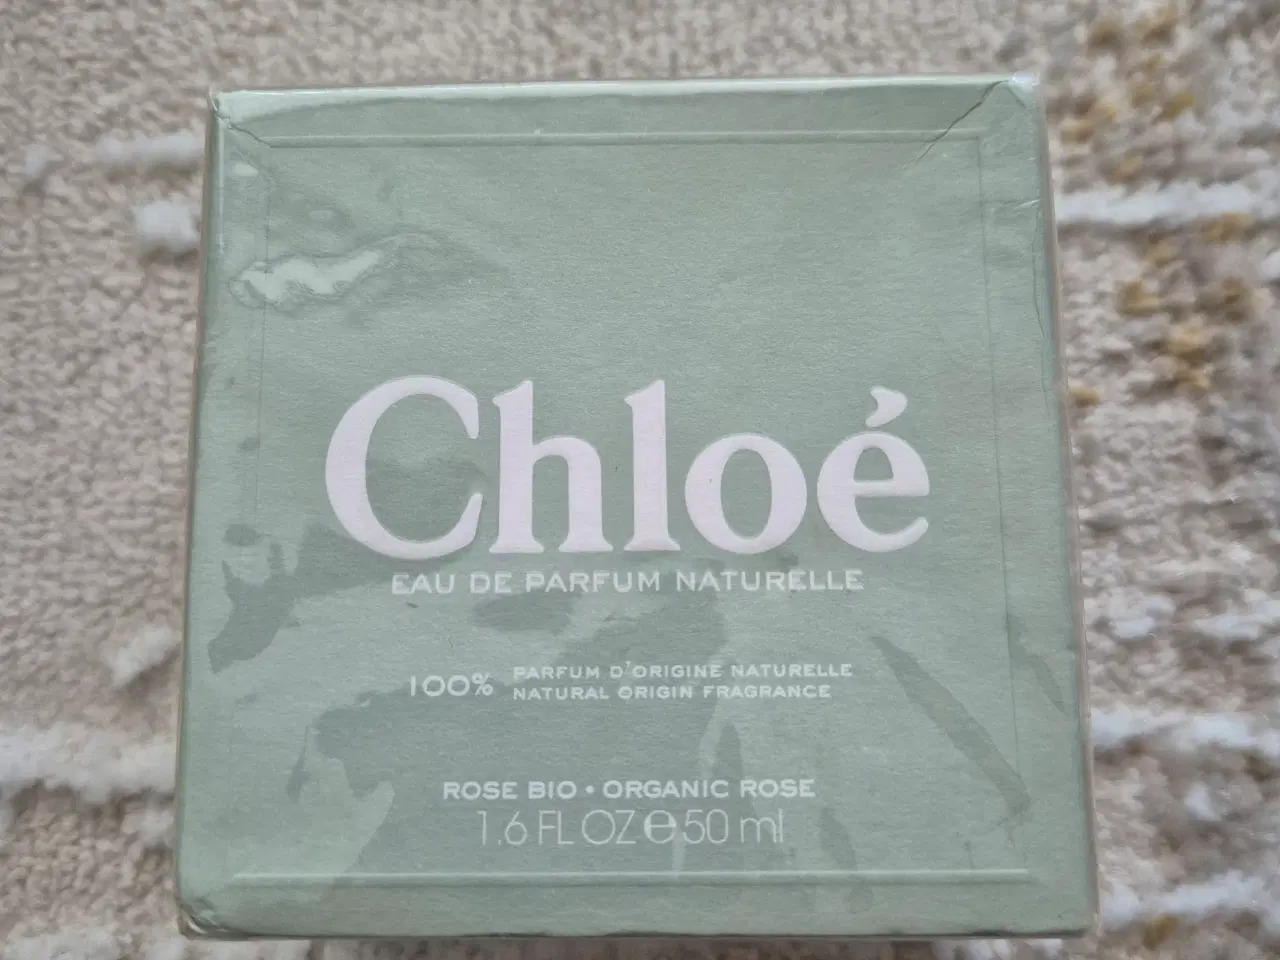 Chloé
EAU DE PARFUM NATURELLE
100% PARFUM D'ORIGINE NATURELLE
NATURAL ORIGIN FRAGRANCE
ROSE BIO • ORGANIC ROSE
1.6 FL OZ ℮ 50 ml